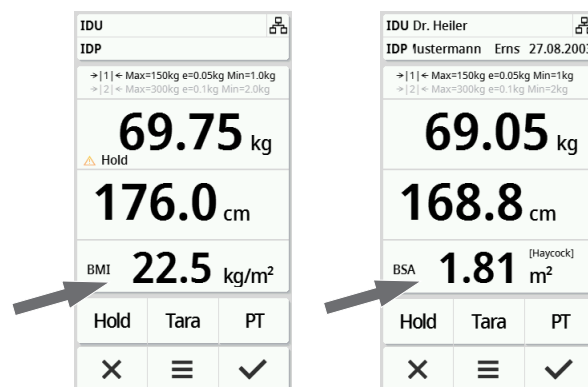 IDU
IDP
→|1|← Max=150kg e=0.05kg Min=1.0kg
→|2|← Max=300kg e=0.1kg Min=2.0kg
69.75 kg
Hold
176.0 cm
BMI 22.5 kg/m²
Hold Tara PT
IDU Dr. Heiler
IDP Mustermann Erns 27.08.2003
→|1|← Max=150kg e=0.05kg Min=1kg
→|2|← Max=300kg e=0.1kg Min=2kg
69.05 kg
168.8 cm
BSA 1.81 [Haycock] m²
Hold Tara PT